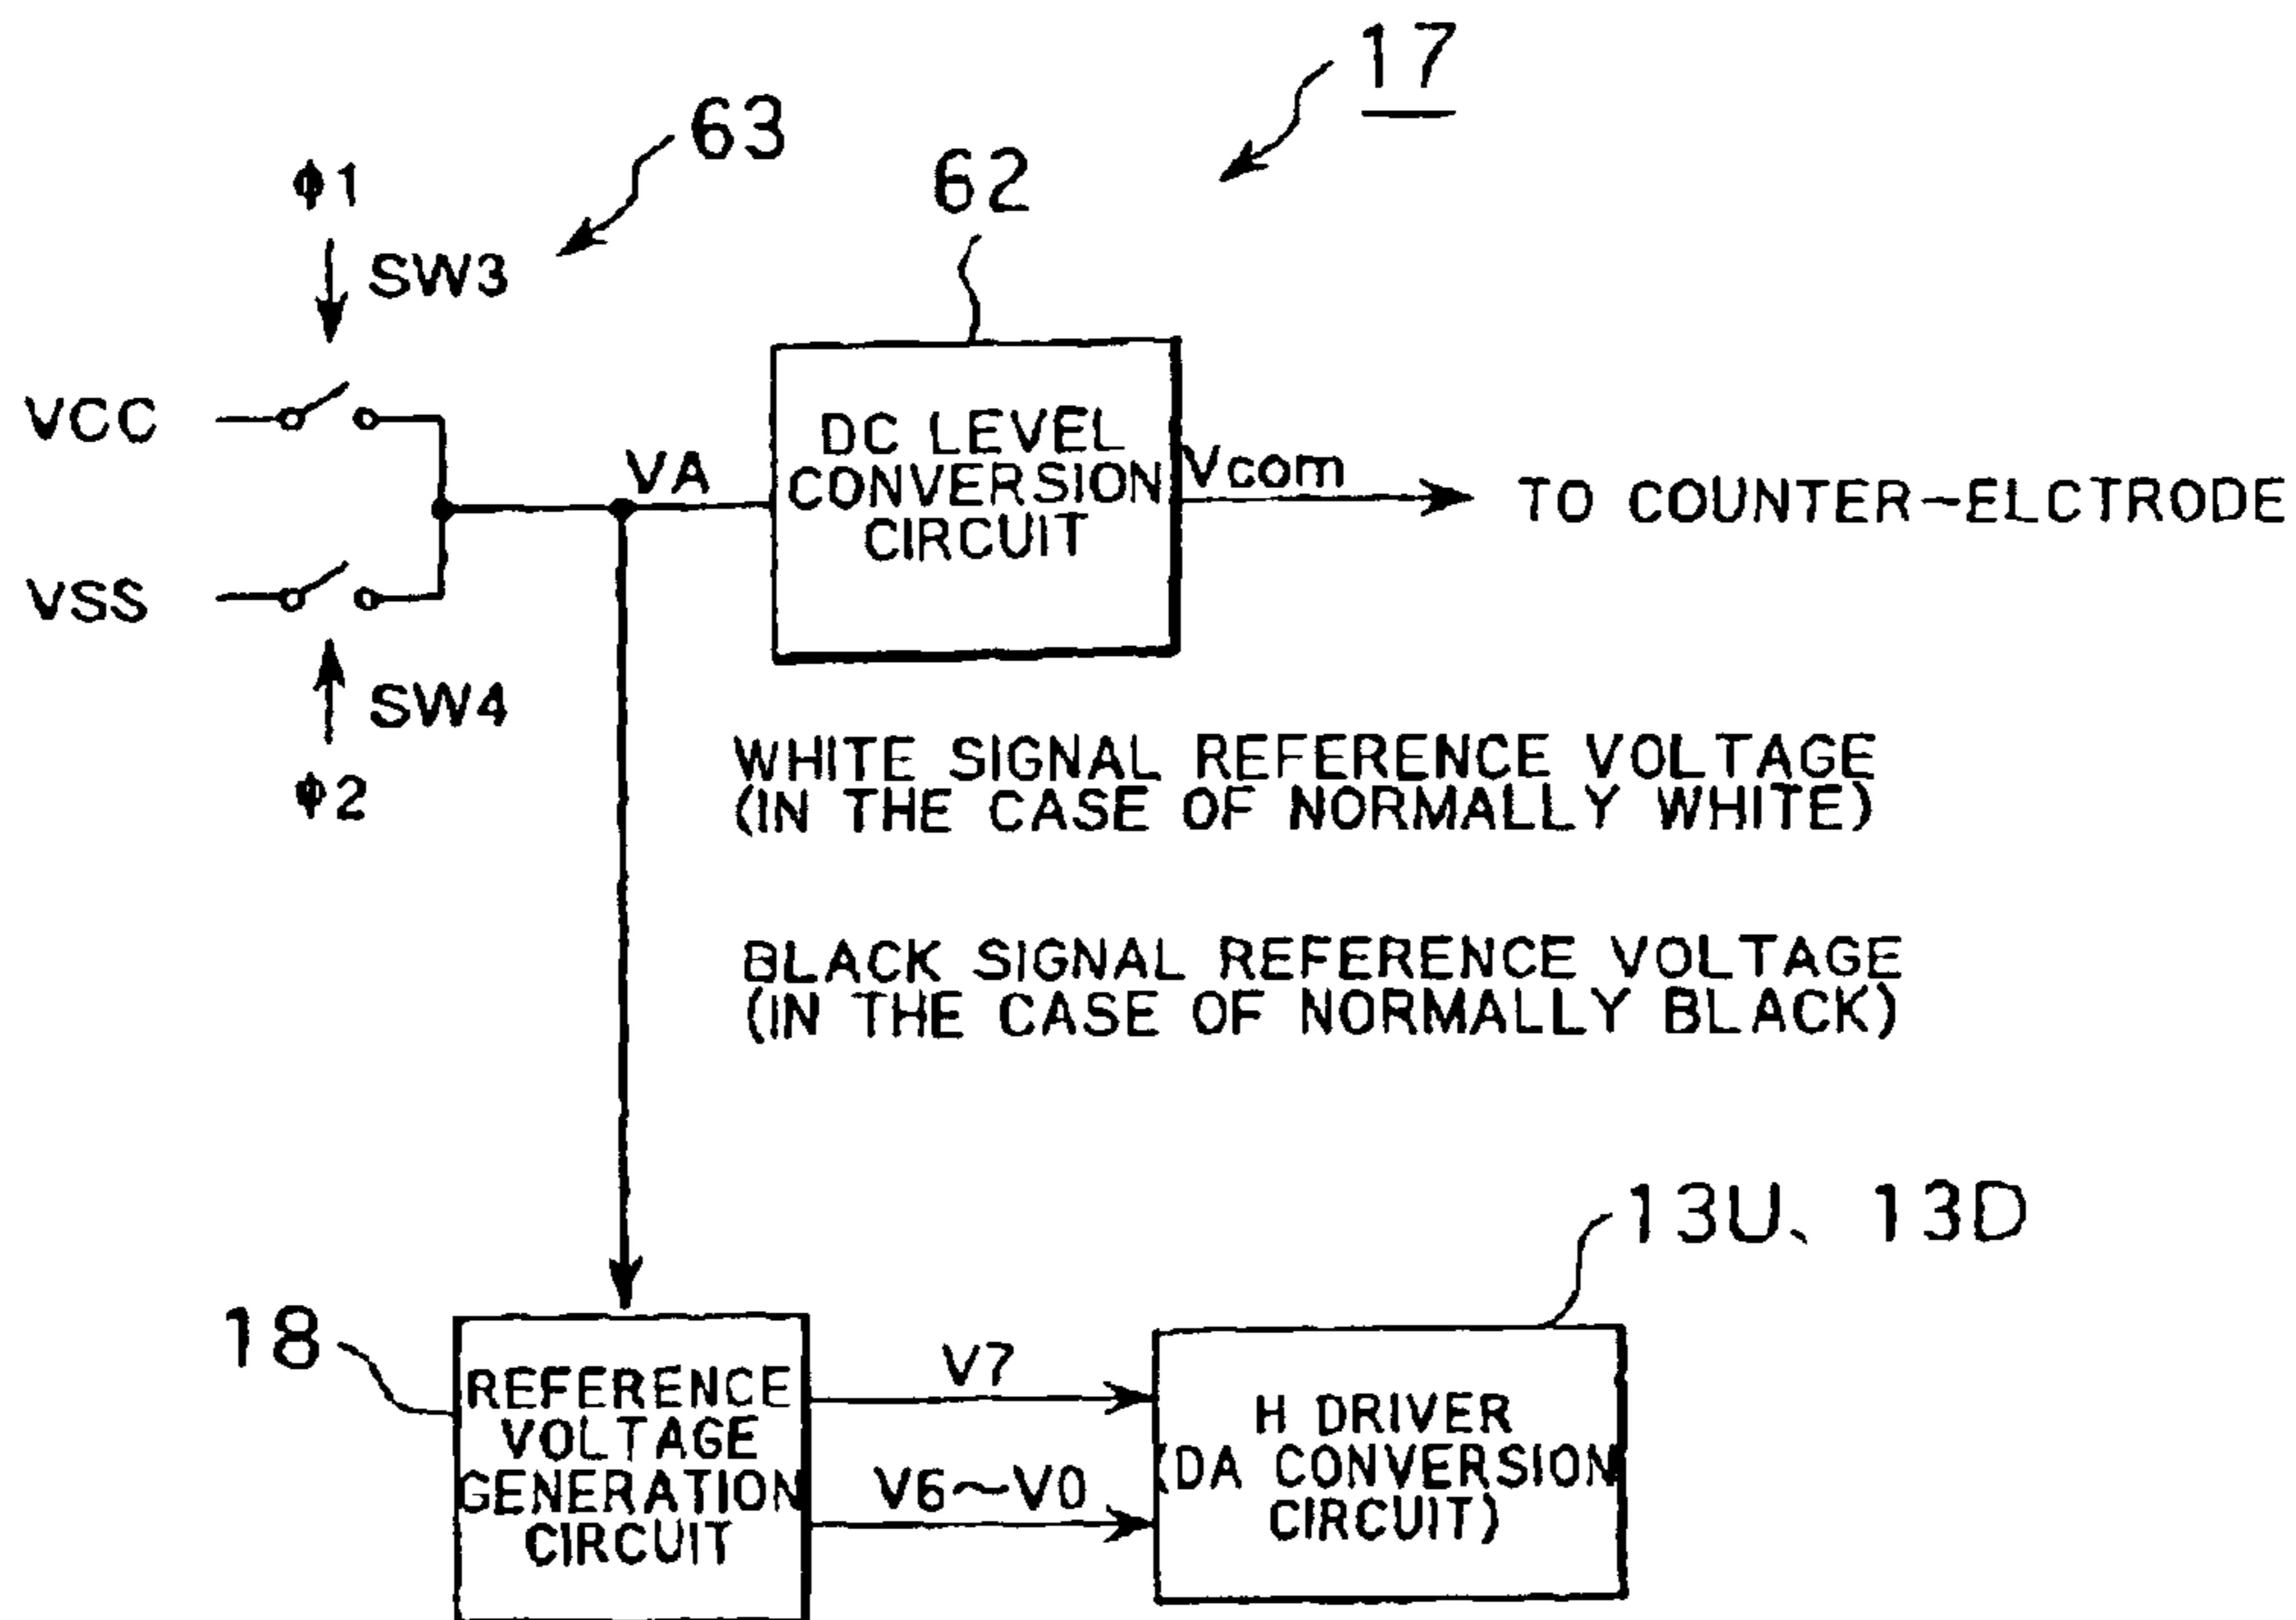 17
63
62
φ1
SW3
VCC
VSS
SW4
φ2
VA
DC LEVEL
CONVERSION
CIRCUIT
Vcom
TO COUNTER-ELCTRODE
WHITE SIGNAL REFERENCE VOLTAGE
(IN THE CASE OF NORMALLY WHITE)
BLACK SIGNAL REFERENCE VOLTAGE
(IN THE CASE OF NORMALLY BLACK)
13U、13D
18
REFERENCE
VOLTAGE
GENERATION
CIRCUIT
V7
V6~V0
H DRIVER
(DA CONVERSION
CIRCUIT)